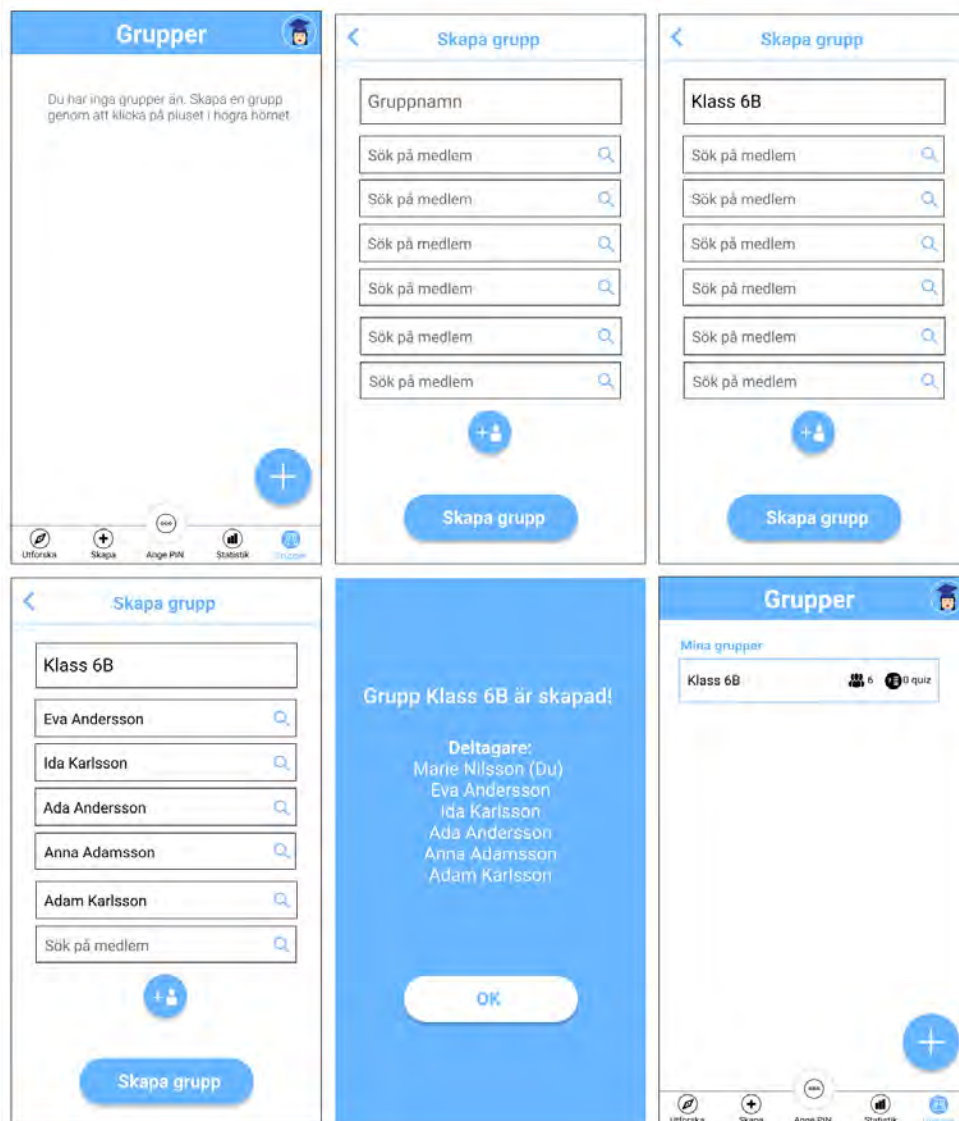 Grupper
Du har inga grupper än. Skapa en grupp
genom att klicka på pluset i högra hörnet
Utforska
Skapa
Ange PIN
Statistik
Grupper
Skapa grupp
Gruppnamn
Sök på medlem
Sök på medlem
Sök på medlem
Sök på medlem
Sök på medlem
Sök på medlem
Skapa grupp
Skapa grupp
Klass 6B
Sök på medlem
Sök på medlem
Sök på medlem
Sök på medlem
Sök på medlem
Sök på medlem
Skapa grupp
Skapa grupp
Klass 6B
Eva Andersson
Ida Karlsson
Ada Andersson
Anna Adamsson
Adam Karlsson
Sök på medlem
Skapa grupp
Grupp Klass 6B är skapad!
Deltagare:
Marie Nilsson (Du)
Eva Andersson
Ida Karlsson
Ada Andersson
Anna Adamsson
Adam Karlsson
OK
Grupper
Mina grupper
Klass 6B 6 0 quiz
Utforska
Skapa
Ange PIN
Statistik